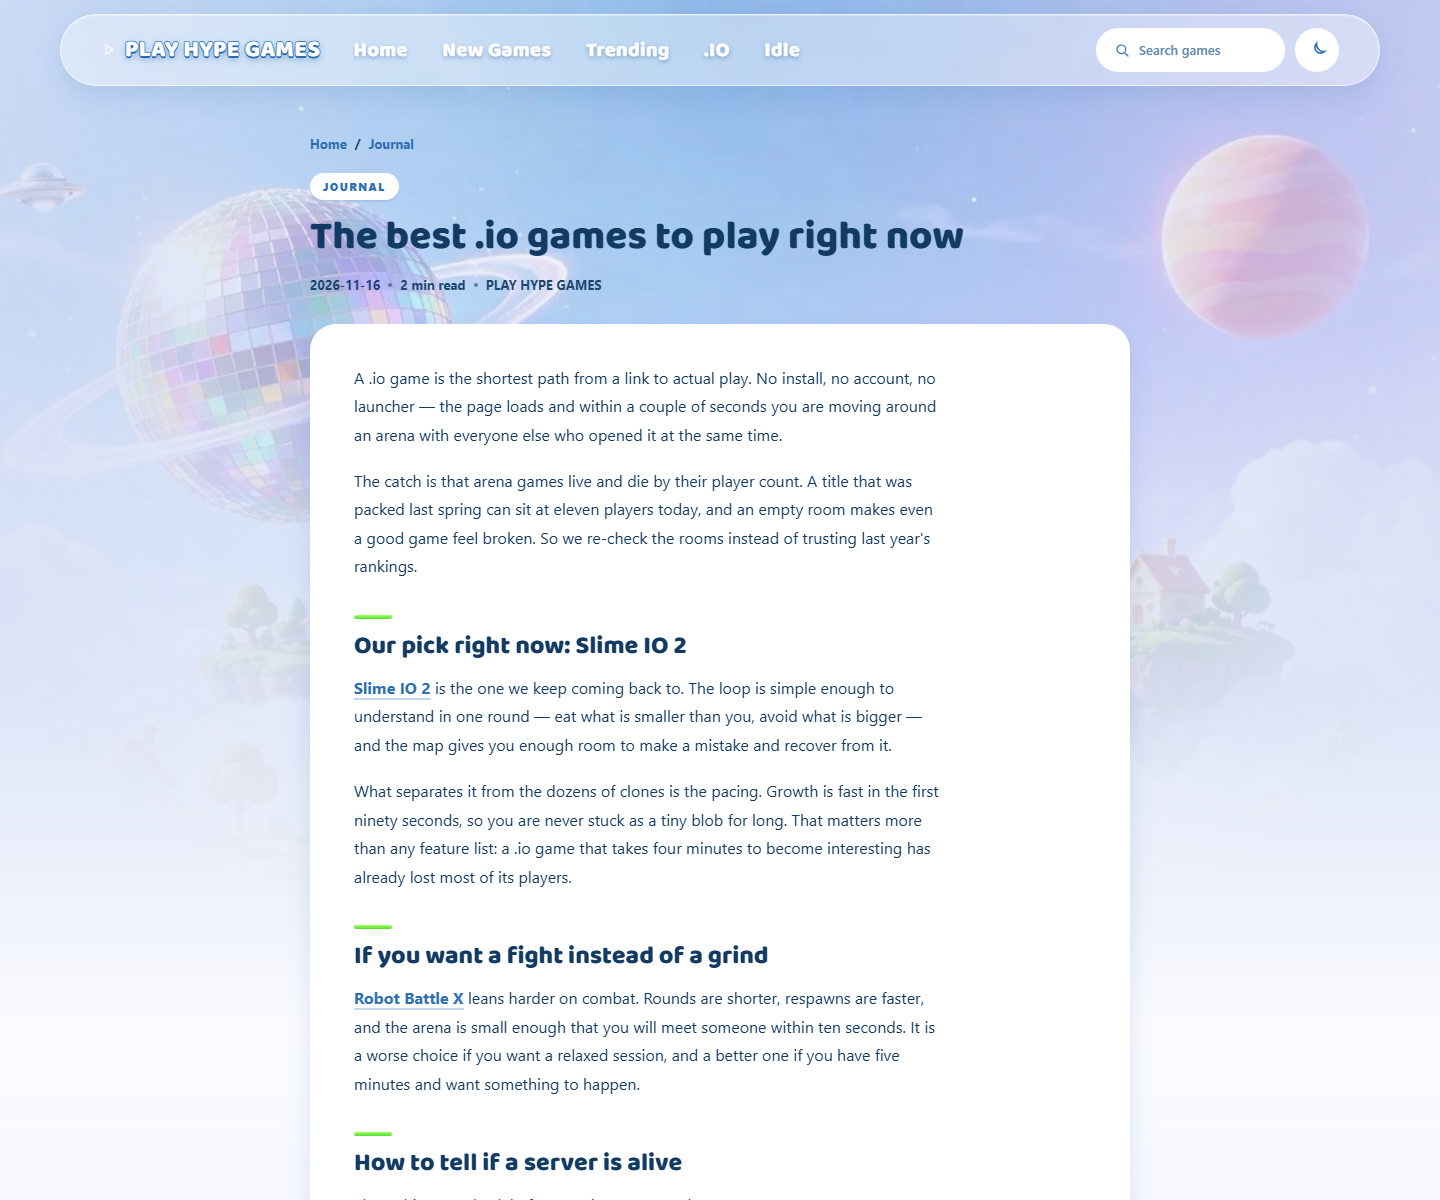 PLAY HYPE GAMES Home New Games Trending .IO Idle Search games
Home / Journal
JOURNAL
The best .io games to play right now
2026-11-16 • 2 min read • PLAY HYPE GAMES
A .io game is the shortest path from a link to actual play. No install, no account, no
launcher — the page loads and within a couple of seconds you are moving around
an arena with everyone else who opened it at the same time.
The catch is that arena games live and die by their player count. A title that was
packed last spring can sit at eleven players today, and an empty room makes even
a good game feel broken. So we re-check the rooms instead of trusting last year's
rankings.
Our pick right now: Slime IO 2
Slime IO 2 is the one we keep coming back to. The loop is simple enough to
understand in one round — eat what is smaller than you, avoid what is bigger —
and the map gives you enough room to make a mistake and recover from it.
What separates it from the dozens of clones is the pacing. Growth is fast in the first
ninety seconds, so you are never stuck as a tiny blob for long. That matters more
than any feature list: a .io game that takes four minutes to become interesting has
already lost most of its players.
If you want a fight instead of a grind
Robot Battle X leans harder on combat. Rounds are shorter, respawns are faster,
and the arena is small enough that you will meet someone within ten seconds. It is
a worse choice if you want a relaxed session, and a better one if you have five
minutes and want something to happen.
How to tell if a server is alive